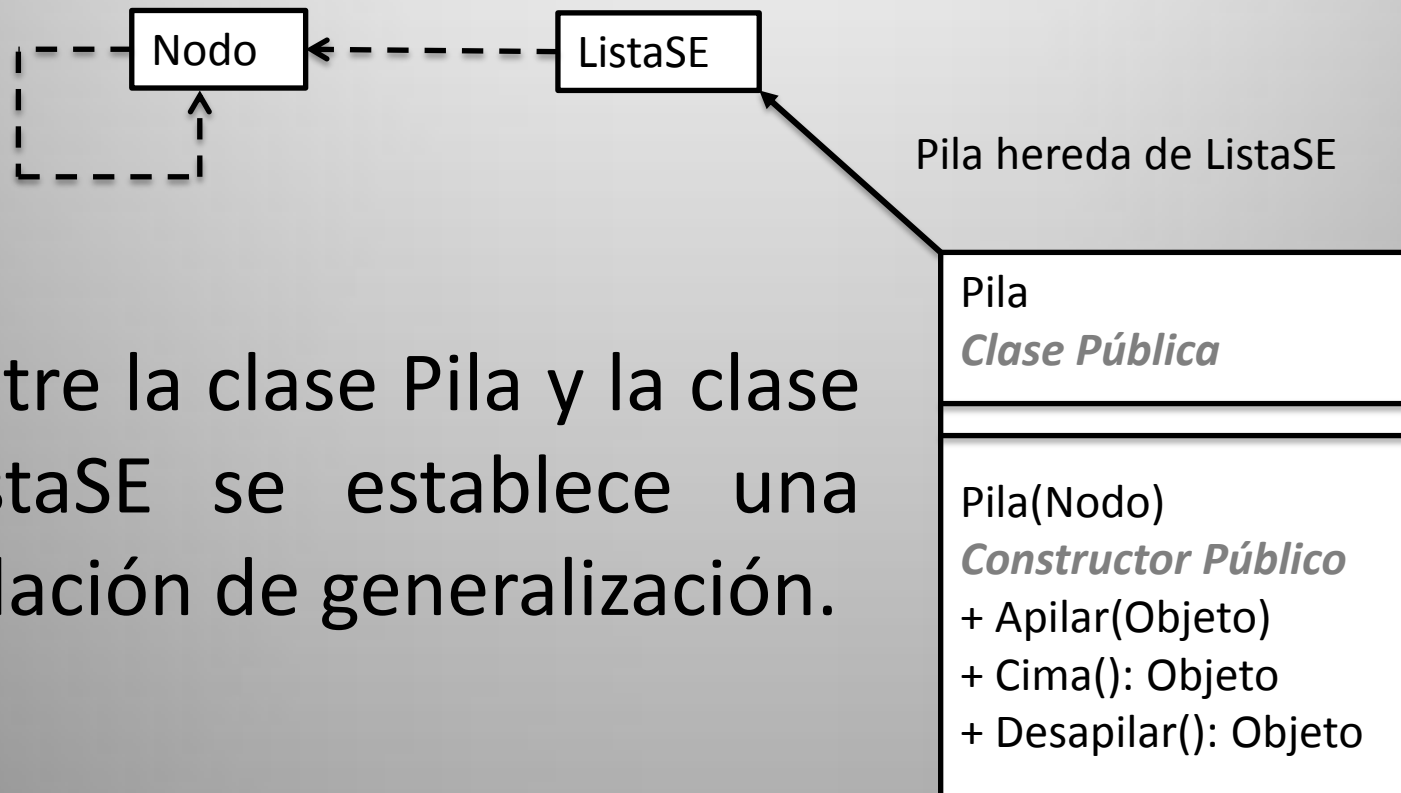 Nodo
ListaSE
Pila hereda de ListaSE
tre la clase Pila y la clase
staSE se establece una
lación de generalización.
Pila
Clase Pública
Pila(Nodo)
Constructor Público
+ Apilar(Objeto)
+ Cima(): Objeto
+ Desapilar(): Objeto